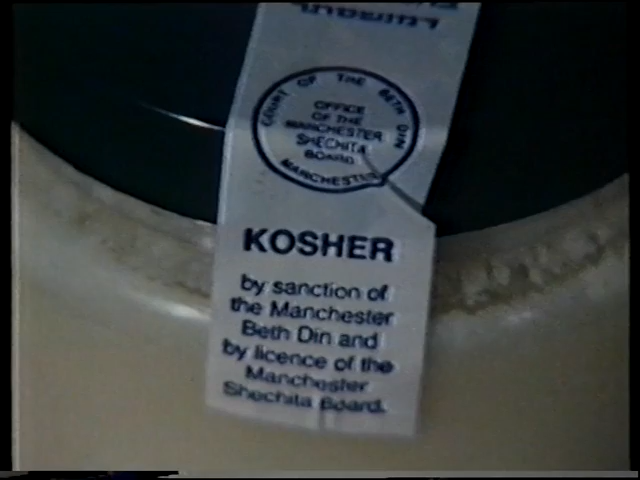 COURT OF THE BETH DIN
OFFICE
OF THE
MANCHESTER
SHECHITA
BOARD
MANCHESTER
KOSHER
by sanction of
the Manchester
Beth Din and
by licence of the
Manchester
Shechita Board.